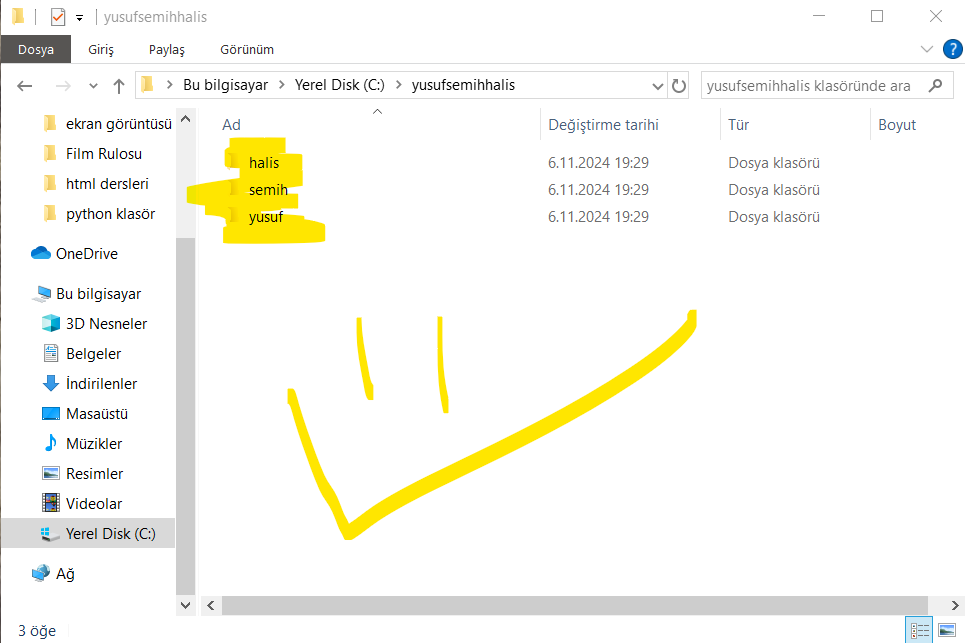 yusufsemihhalis
Dosya Giriş Paylaş Görünüm ?
Bu bilgisayar Yerel Disk (C:) yusufsemihhalis yusufsemihhalis klasöründe ara
Ad Değiştirme tarihi Tür Boyut
halis 6.11.2024 19:29 Dosya klasörü
semih 6.11.2024 19:29 Dosya klasörü
yusuf 6.11.2024 19:29 Dosya klasörü
ekran görüntüsü
Film Rulosu
html dersleri
python klasör
OneDrive
Bu bilgisayar
3D Nesneler
Belgeler
İndirilenler
Masaüstü
Müzikler
Resimler
Videolar
Yerel Disk (C:)
Ağ
3 öğe